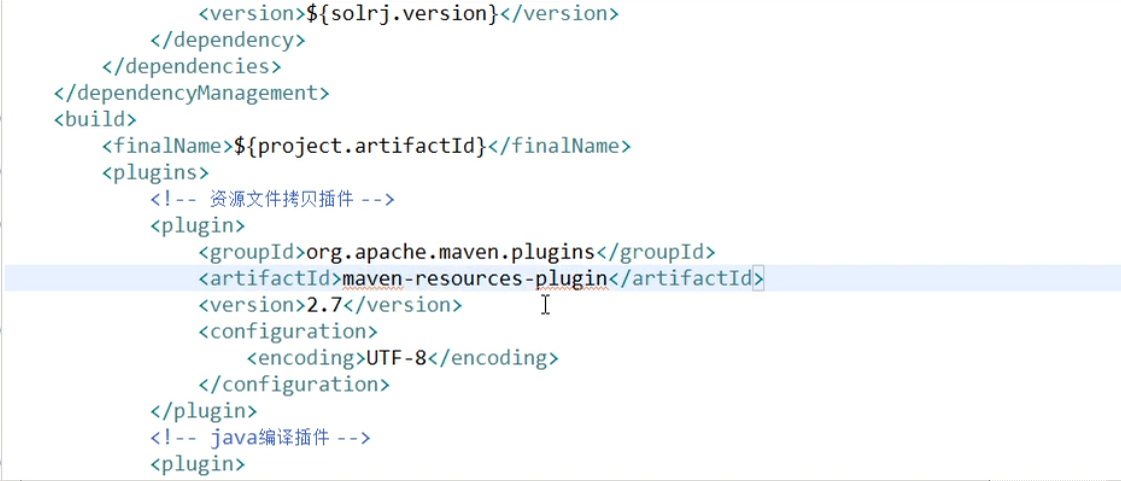 <version>${solrj.version}</version>
</dependency>
</dependencies>
</dependencyManagement>
<build>
<finalName>${project.artifactId}</finalName>
<plugins>
<!-- 资源文件拷贝插件 -->
<plugin>
<groupId>org.apache.maven.plugins</groupId>
<artifactId>maven-resources-plugin</artifactId>
<version>2.7</version>
<configuration>
<encoding>UTF-8</encoding>
</configuration>
</plugin>
<!-- java编译插件 -->
<plugin>